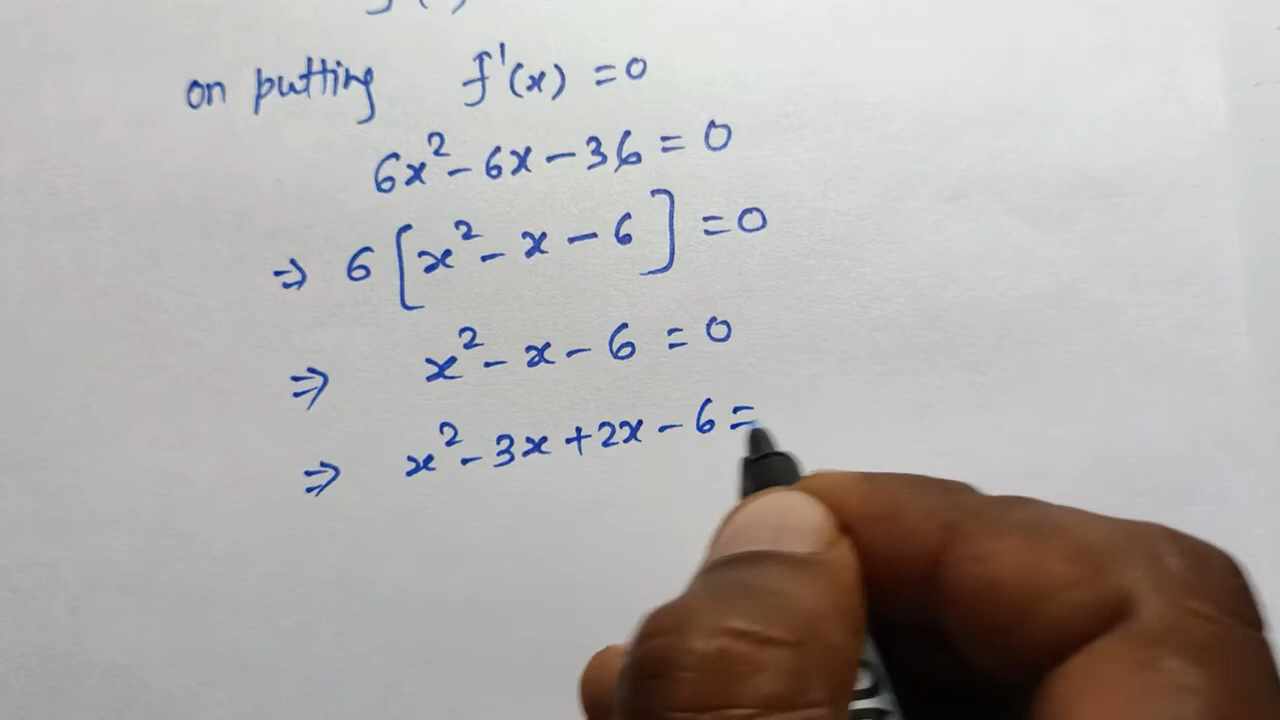 on putting f'(x) = 0
6x² - 6x - 36 = 0
⇒ 6[x² - x - 6] = 0
⇒ x² - x - 6 = 0
⇒ x² - 3x + 2x - 6 =